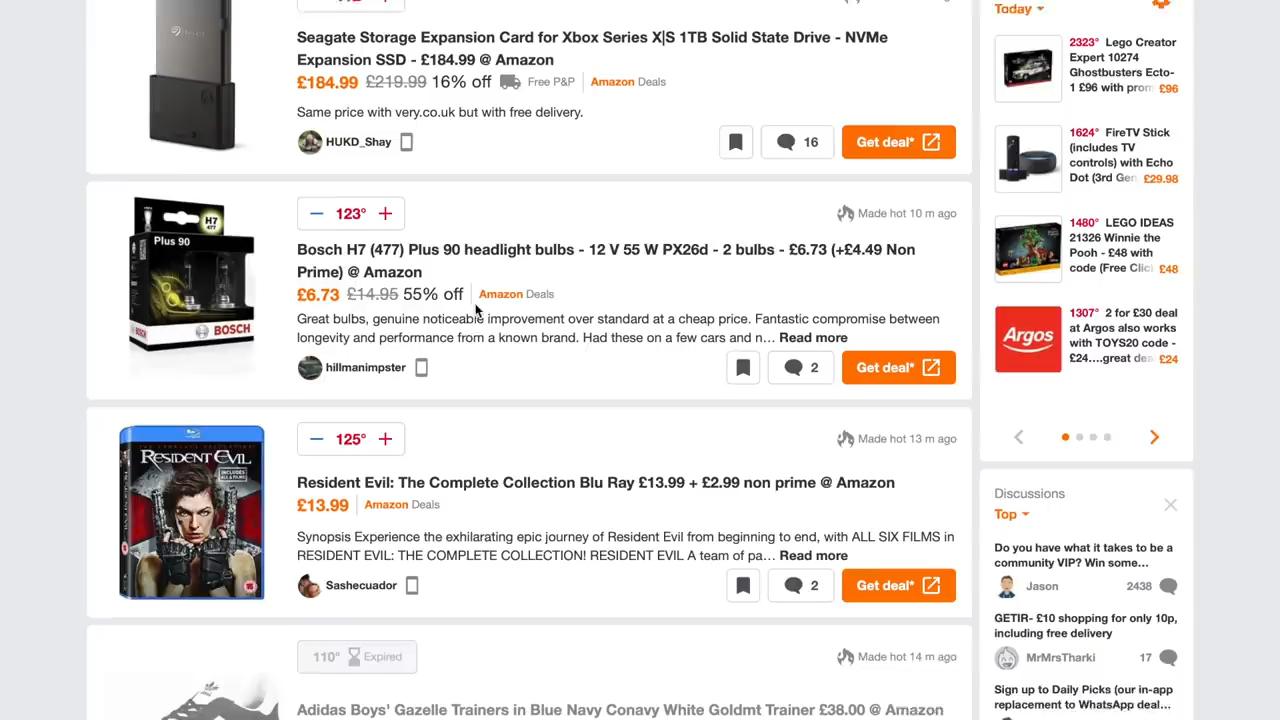 Seagate Storage Expansion Card for Xbox Series X|S 1TB Solid State Drive - NVMe
Expansion SSD - £184.99 @ Amazon
£184.99 £219.99 16% off Free P&P Amazon Deals
Same price with very.co.uk but with free delivery.
HUKD_Shay
16
Get deal*
H7
477
Plus 90
BOSCH
123°
Made hot 10 m ago
Bosch H7 (477) Plus 90 headlight bulbs - 12 V 55 W PX26d - 2 bulbs - £6.73 (+£4.49 Non
Prime) @ Amazon
£6.73 £14.95 55% off Amazon Deals
Great bulbs, genuine noticeable improvement over standard at a cheap price. Fantastic compromise between
longevity and performance from a known brand. Had these on a few cars and n... Read more
hillmanimpster
2
Get deal*
RESIDENT EVIL
INCLUDES
125°
Made hot 13 m ago
Resident Evil: The Complete Collection Blu Ray £13.99 + £2.99 non prime @ Amazon
£13.99 Amazon Deals
Synopsis Experience the exhilarating epic journey of Resident Evil from beginning to end, with ALL SIX FILMS in
RESIDENT EVIL: THE COMPLETE COLLECTION! RESIDENT EVIL A team of pa... Read more
Sashecuador
2
Get deal*
110° Expired
Made hot 14 m ago
Adidas Boys' Gazelle Trainers in Blue Navy Conavy White Goldmt Trainer £38.00 @ Amazon
Today
2323° Lego Creator
Expert 10274
Ghostbusters Ecto-
1 £96 with prom £96
1624° FireTV Stick
(includes TV
controls) with Echo
Dot (3rd Gen £29.98
1480° LEGO IDEAS
21326 Winnie the
Pooh - £48 with
code (Free Clic £48
Argos
1307° 2 for £30 deal
at Argos also works
with TOYS20 code -
£24....great dea £24
Discussions
Top
Do you have what it takes to be a
community VIP? Win some...
Jason 2438
GETIR- £10 shopping for only 10p,
including free delivery
MrMrsTharki 17
Sign up to Daily Picks (our in-app
replacement to WhatsApp deal...